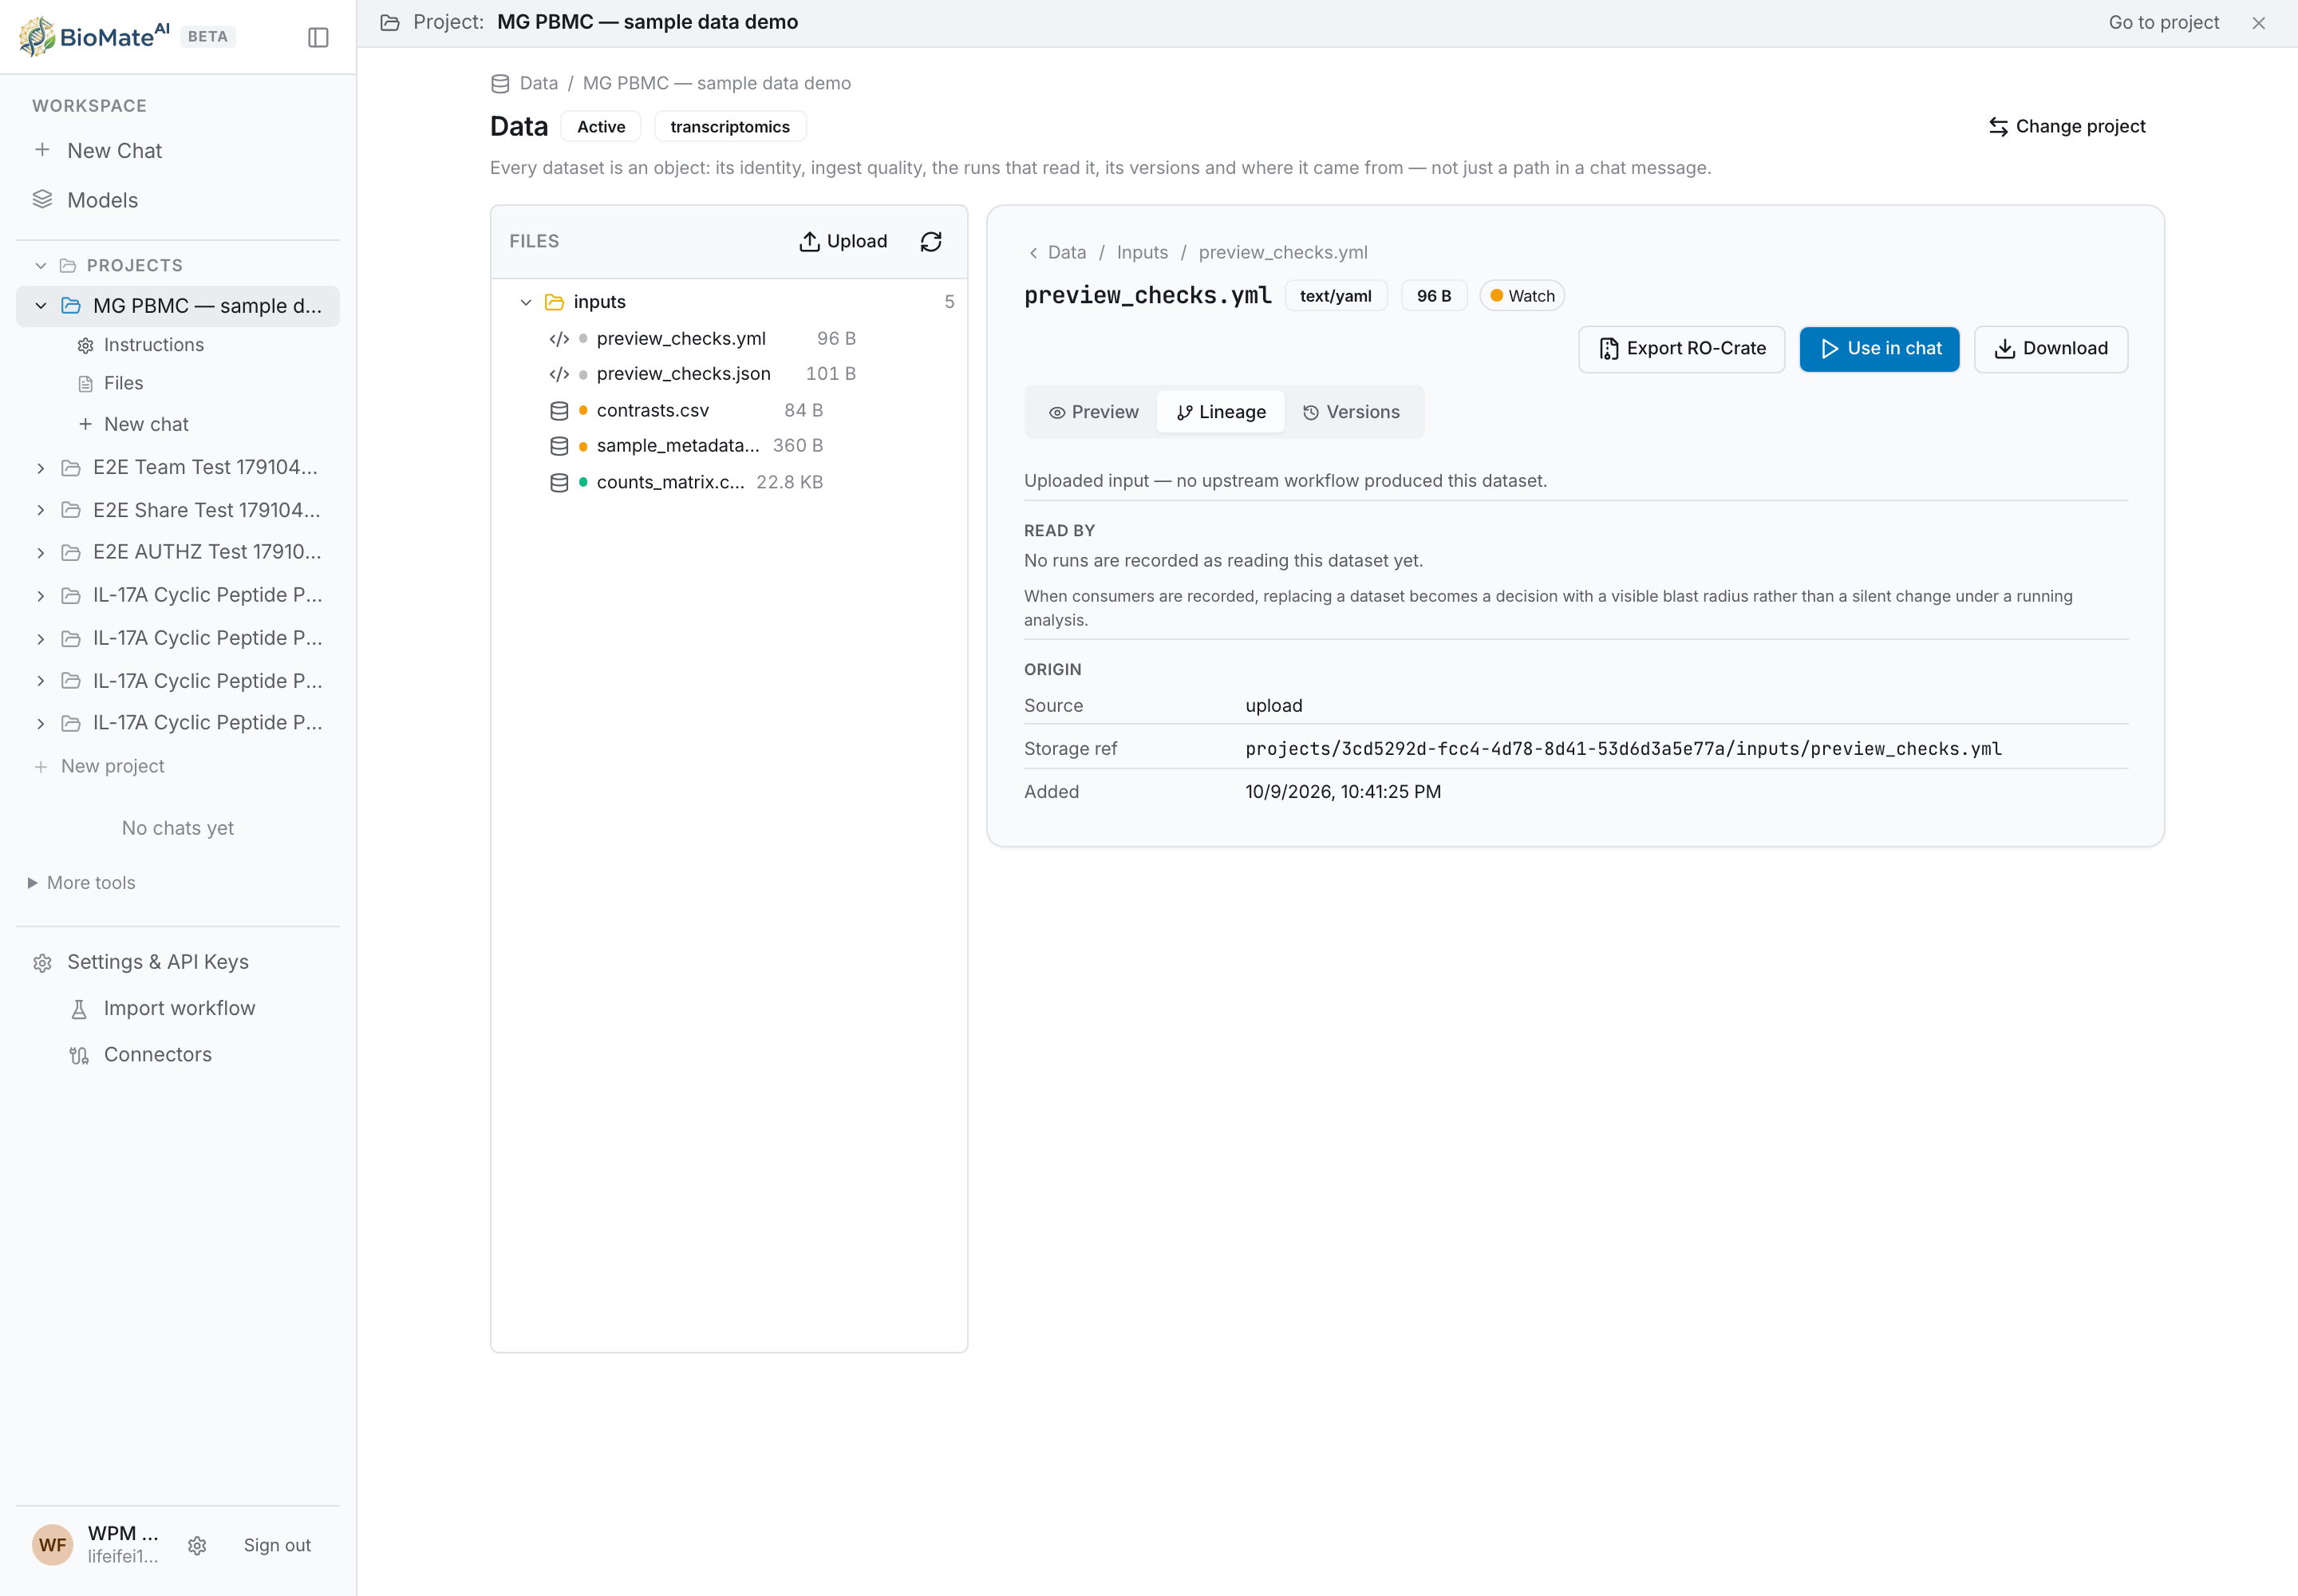 BioMate AI BETA
WORKSPACE
New Chat
Models
PROJECTS
MG PBMC — sample d...
Instructions
Files
New chat
E2E Team Test 179104...
E2E Share Test 179104...
E2E AUTHZ Test 17910...
IL-17A Cyclic Peptide P...
IL-17A Cyclic Peptide P...
IL-17A Cyclic Peptide P...
IL-17A Cyclic Peptide P...
New project
No chats yet
More tools
Settings & API Keys
Import workflow
Connectors
WF
WPM ...
lifeifei1...
Sign out
Project: MG PBMC — sample data demo
Go to project
Data / MG PBMC — sample data demo
Data Active transcriptomics
Change project
Every dataset is an object: its identity, ingest quality, the runs that read it, its versions and where it came from — not just a path in a chat message.
FILES Upload
inputs 5
preview_checks.yml 96 B
preview_checks.json 101 B
contrasts.csv 84 B
sample_metadata... 360 B
counts_matrix.c... 22.8 KB
Data / Inputs / preview_checks.yml
preview_checks.yml text/yaml 96 B Watch
Export RO-Crate Use in chat Download
Preview Lineage Versions
Uploaded input — no upstream workflow produced this dataset.
READ BY
No runs are recorded as reading this dataset yet.
When consumers are recorded, replacing a dataset becomes a decision with a visible blast radius rather than a silent change under a running
analysis.
ORIGIN
Source upload
Storage ref projects/3cd5292d-fcc4-4d78-8d41-53d6d3a5e77a/inputs/preview_checks.yml
Added 10/9/2026, 10:41:25 PM